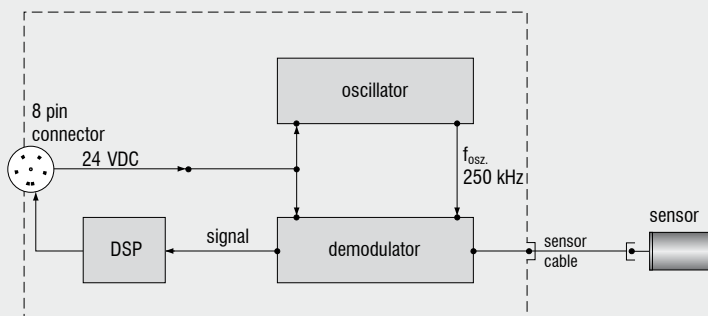 oscillator
8 pin
connector
24 VDC
fosz.
250 kHz
sensor
DSP
signal
demodulator
sensor
cable